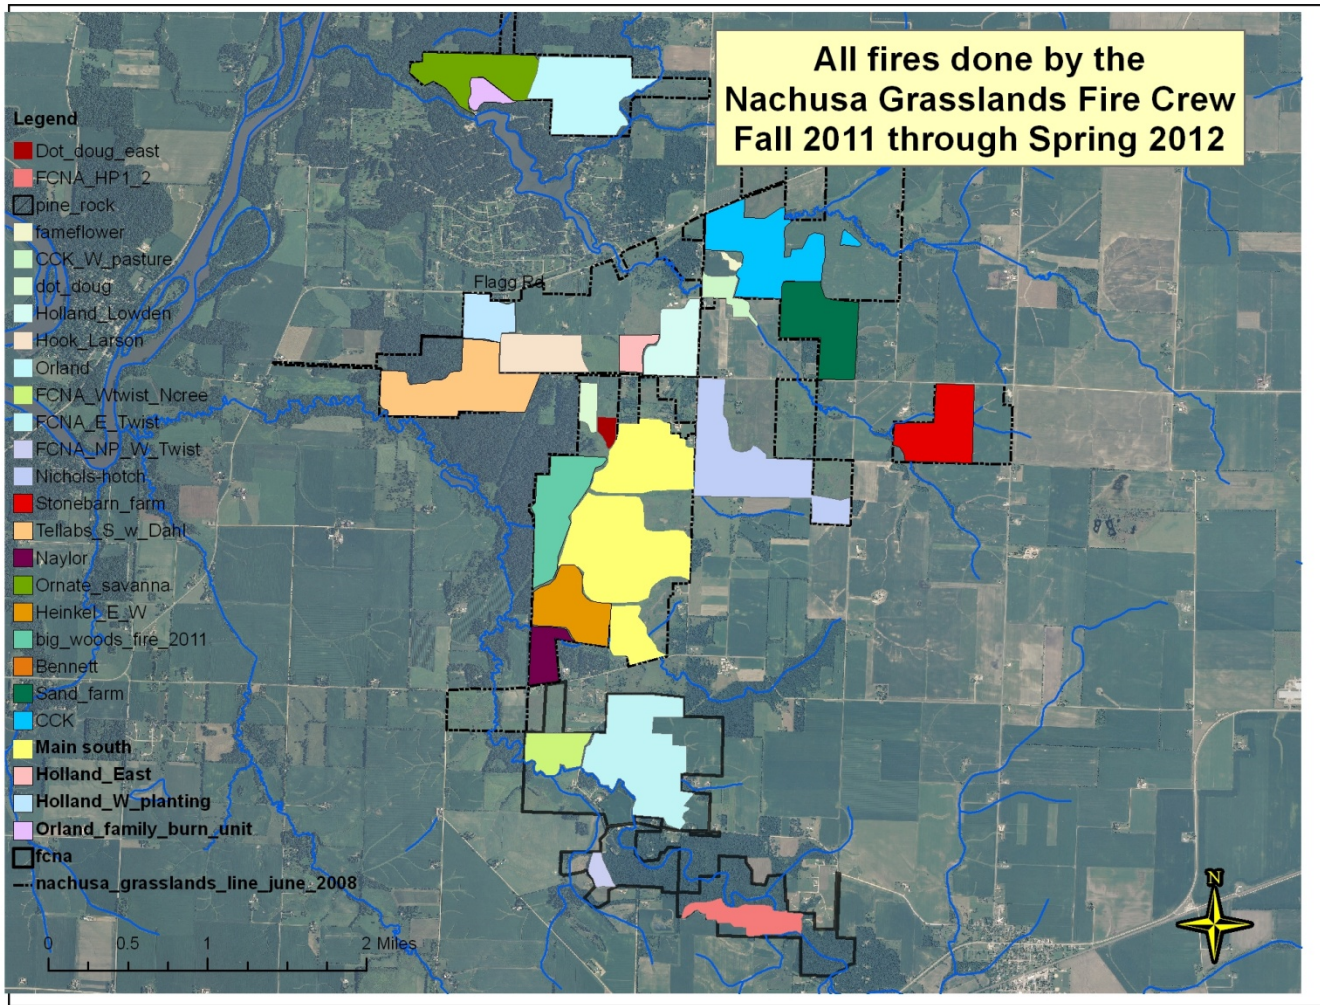 All fires done by the
Nachusa Grasslands Fire Crew
Fall 2011 through Spring 2012
Legend
Dot_doug_east
FCNA_HP1_2
pine_rock
fameflower
CCK_W_pasture
dot_doug
Holland_Lowden
Hook_Larson
Orland
FCNA_Wtwist_Ncree
FCNA_E_Twist
FCNA_NP_W_Twist
Nichols-hotch
Stonebarn_farm
Tellabs_S_w_Dahl
Naylor
Ornate_savanna
Heinkel_E_W
big_woods_fire_2011
Bennett
Sand_farm
CCK
Main south
Holland_East
Holland_W_planting
Orland_family_burn_unit
fcna
nachusa_grasslands_line_june_2008
Flagg Rd
0 0.5 1 2 Miles
N